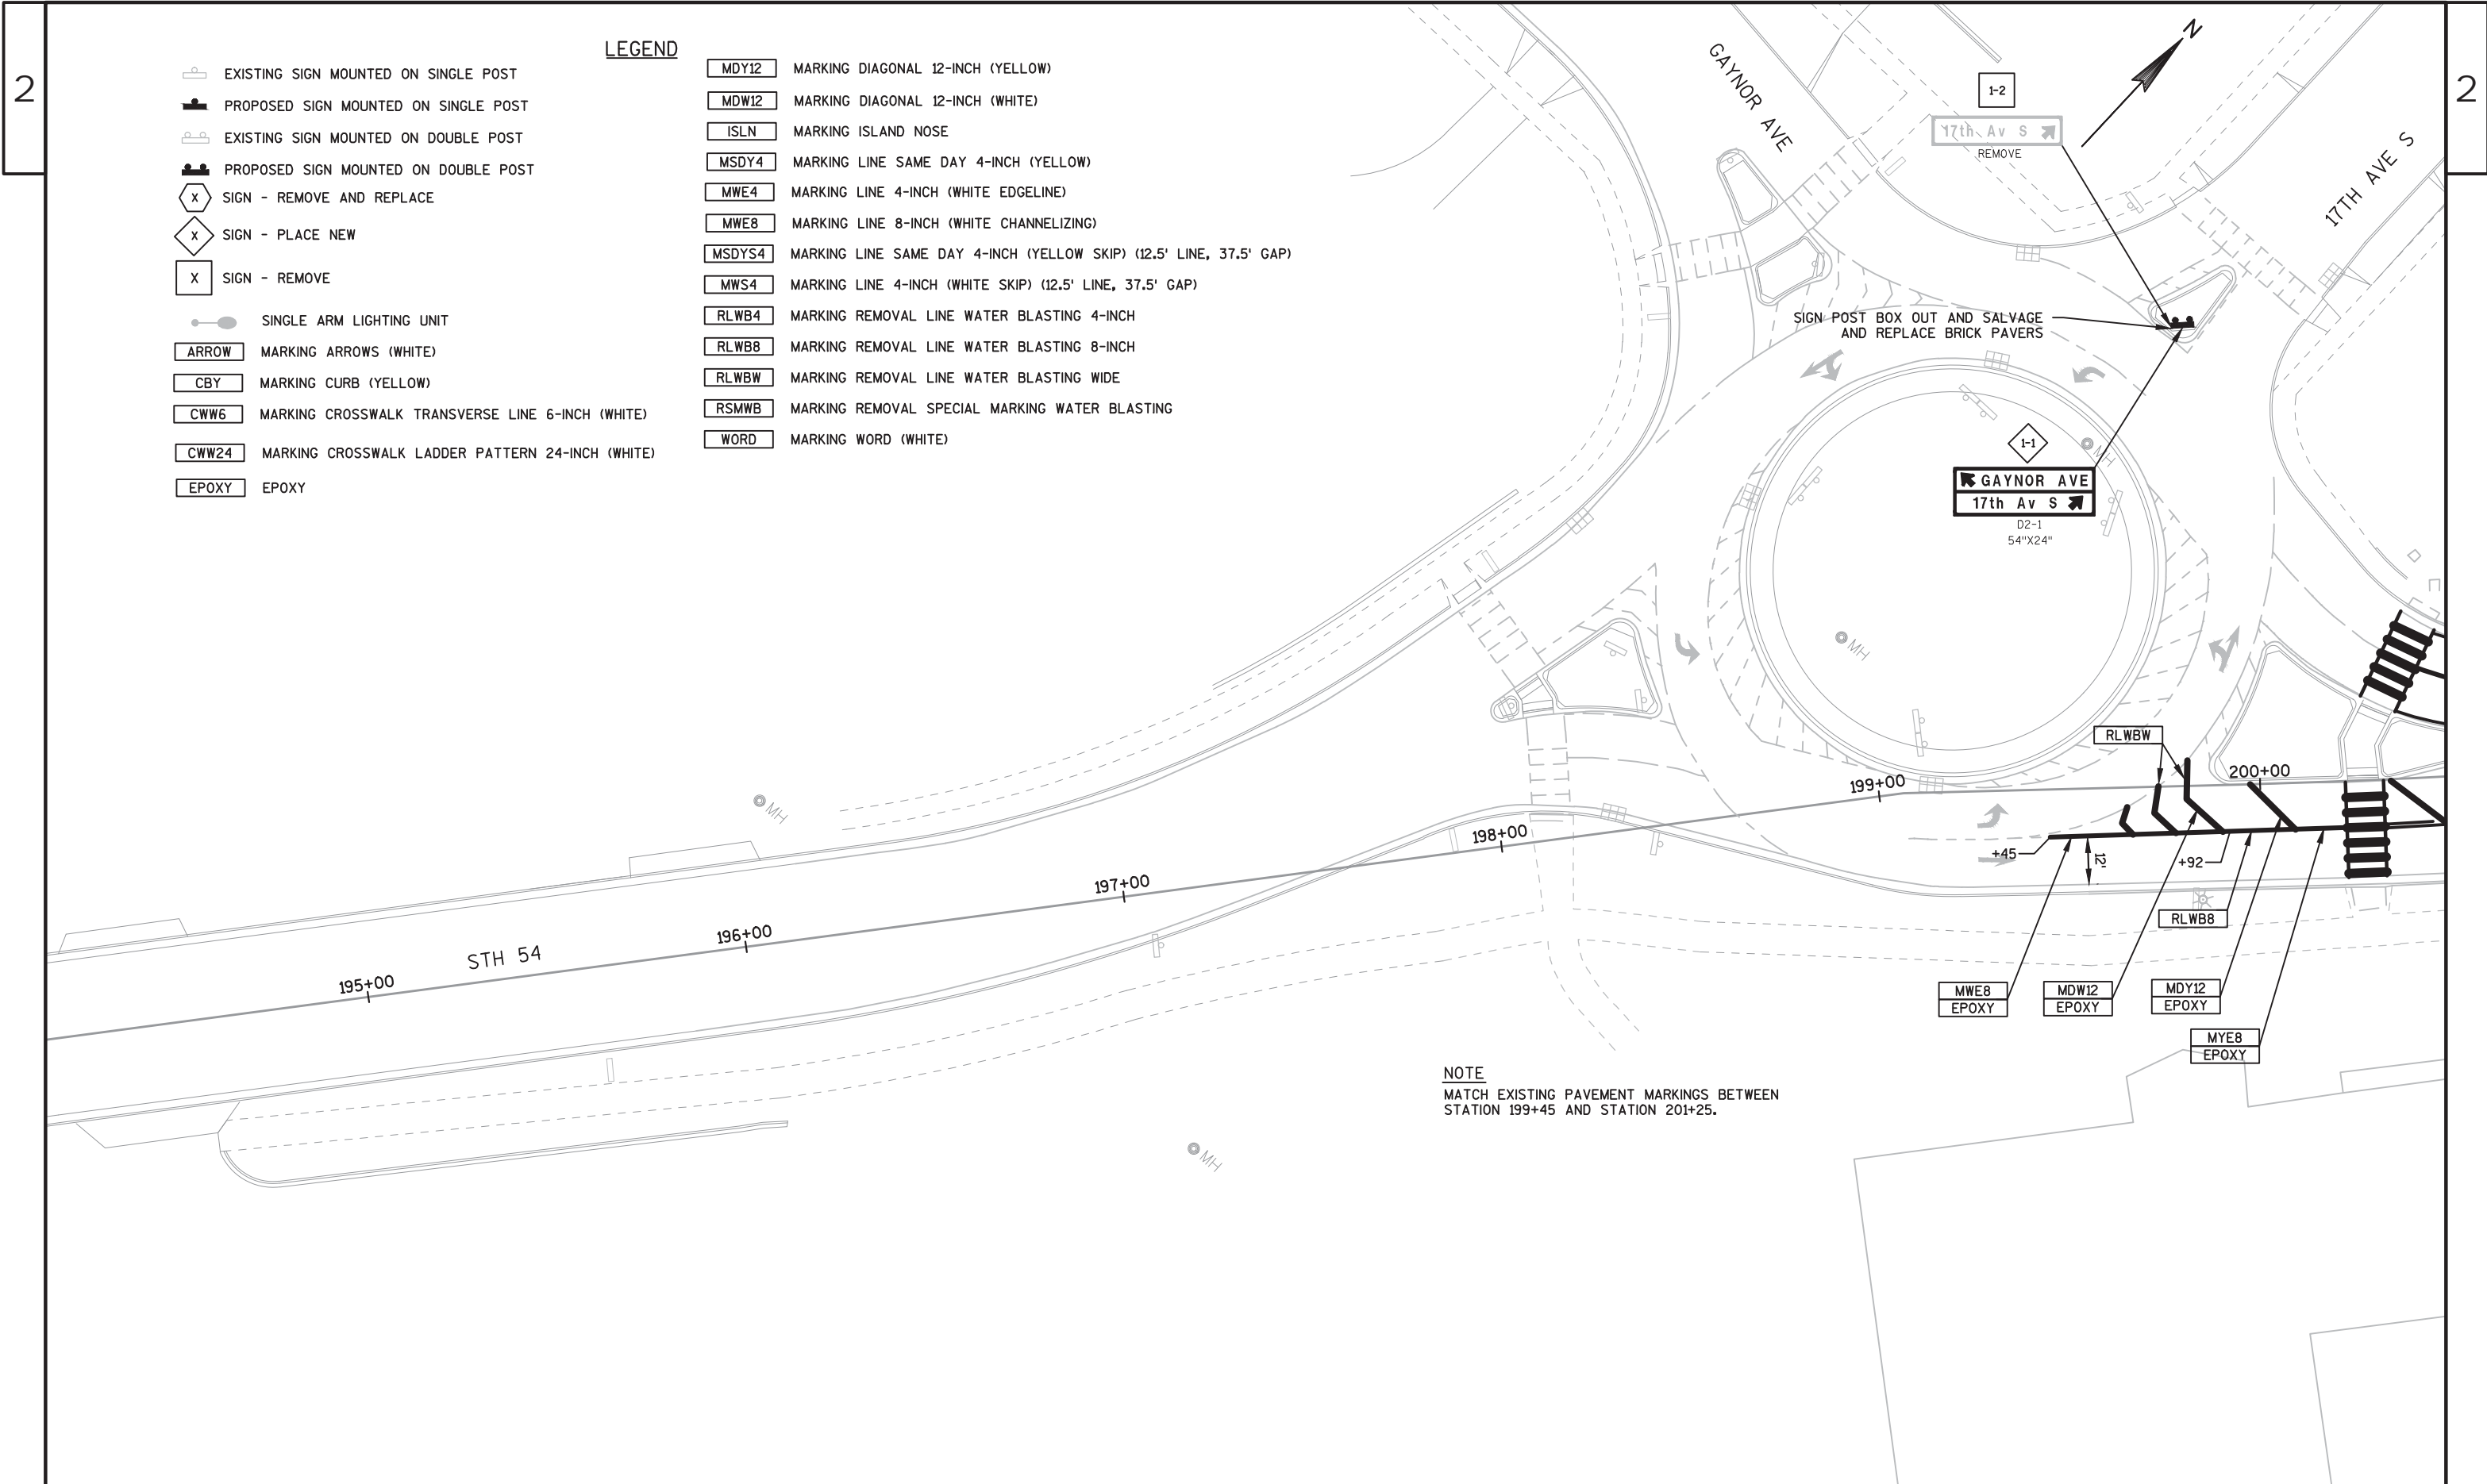 2
2
LEGEND
EXISTING SIGN MOUNTED ON SINGLE POST
PROPOSED SIGN MOUNTED ON SINGLE POST
EXISTING SIGN MOUNTED ON DOUBLE POST
PROPOSED SIGN MOUNTED ON DOUBLE POST
X SIGN - REMOVE AND REPLACE
X SIGN - PLACE NEW
X SIGN - REMOVE
SINGLE ARM LIGHTING UNIT
ARROW MARKING ARROWS (WHITE)
CBY MARKING CURB (YELLOW)
CWW6 MARKING CROSSWALK TRANSVERSE LINE 6-INCH (WHITE)
CWW24 MARKING CROSSWALK LADDER PATTERN 24-INCH (WHITE)
EPOXY EPOXY
MDY12 MARKING DIAGONAL 12-INCH (YELLOW)
MDW12 MARKING DIAGONAL 12-INCH (WHITE)
ISLN MARKING ISLAND NOSE
MSDY4 MARKING LINE SAME DAY 4-INCH (YELLOW)
MWE4 MARKING LINE 4-INCH (WHITE EDGELINE)
MWE8 MARKING LINE 8-INCH (WHITE CHANNELIZING)
MSDYS4 MARKING LINE SAME DAY 4-INCH (YELLOW SKIP) (12.5' LINE, 37.5' GAP)
MWS4 MARKING LINE 4-INCH (WHITE SKIP) (12.5' LINE, 37.5' GAP)
RLWB4 MARKING REMOVAL LINE WATER BLASTING 4-INCH
RLWB8 MARKING REMOVAL LINE WATER BLASTING 8-INCH
RLWBW MARKING REMOVAL LINE WATER BLASTING WIDE
RSMWB MARKING REMOVAL SPECIAL MARKING WATER BLASTING
WORD MARKING WORD (WHITE)
GAYNOR AVE
N
1-2
17th Av S
REMOVE
17TH AVE S
SIGN POST BOX OUT AND SALVAGE
AND REPLACE BRICK PAVERS
1-1
MH
GAYNOR AVE
17th Av S
D2-1
54"X24"
MH
RLWBW
200+00
199+00
MH
198+00
+45
12'
+92
197+00
RLWB8
196+00
STH 54
195+00
MWE8
EPOXY
MDW12
EPOXY
MDY12
EPOXY
MYE8
EPOXY
NOTE
MATCH EXISTING PAVEMENT MARKINGS BETWEEN
STATION 199+45 AND STATION 201+25.
MH